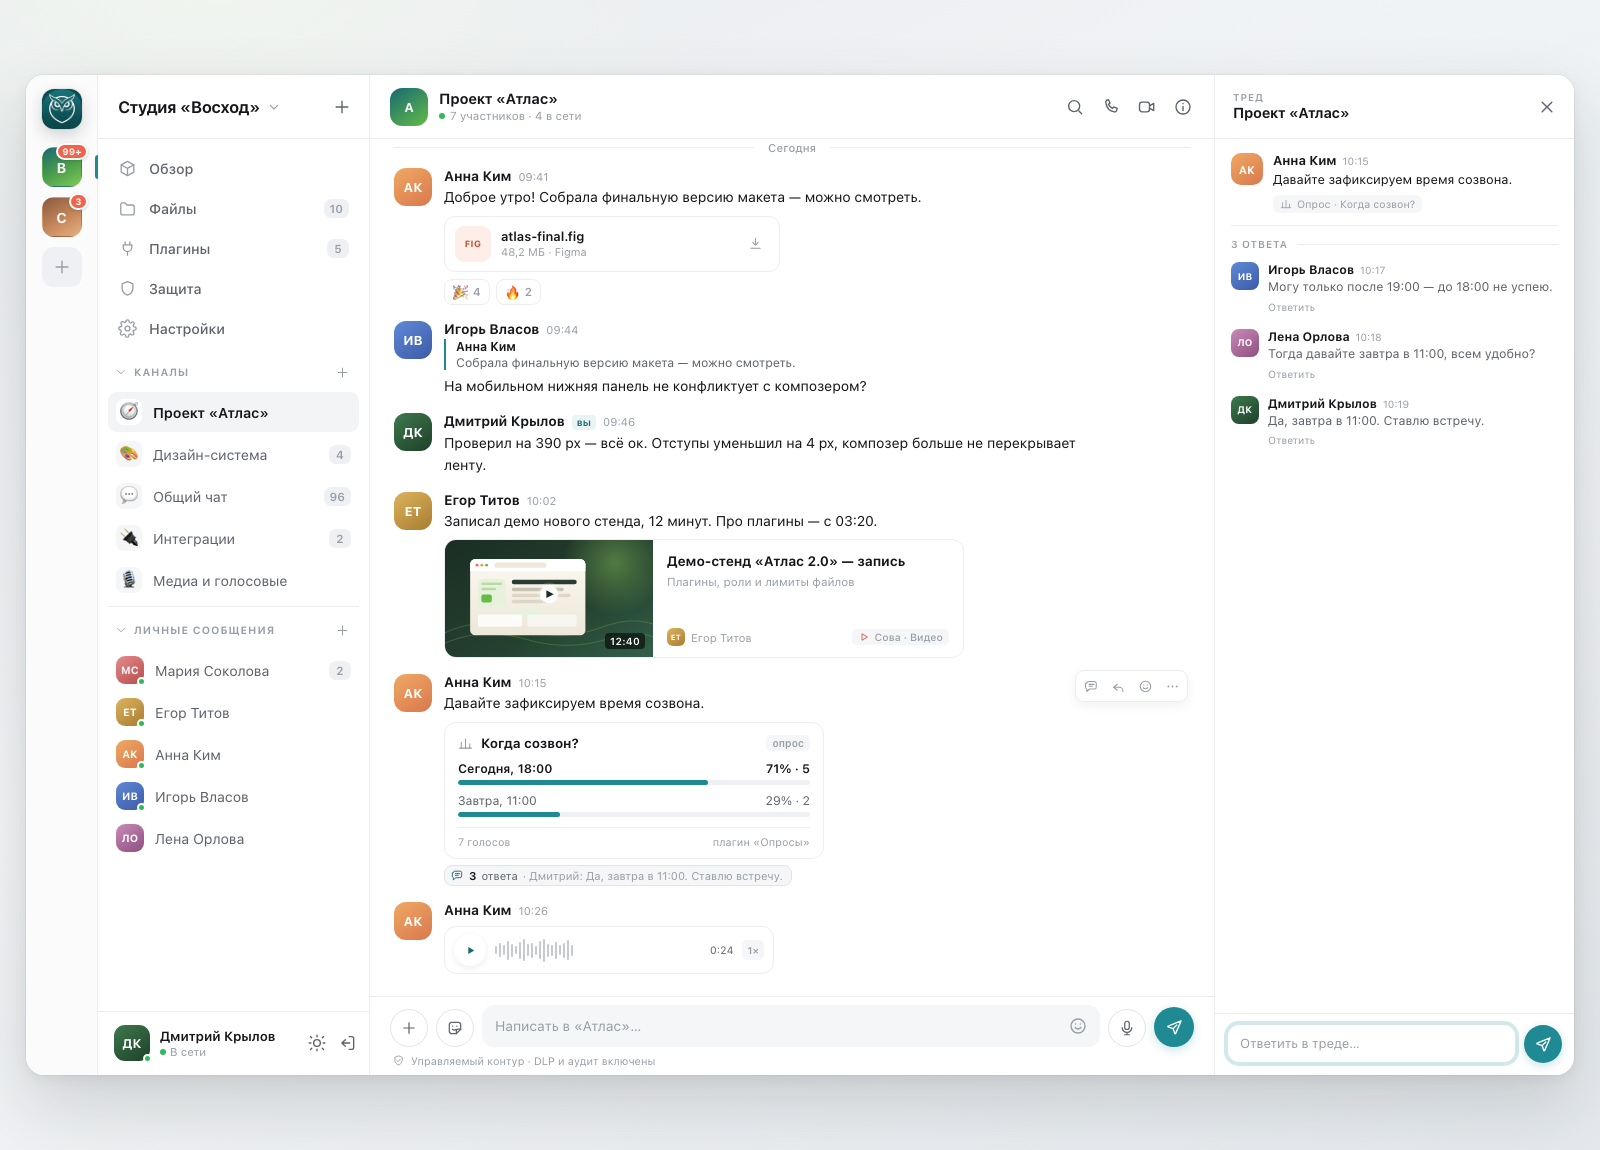 99+
В
3
С
Студия «Восход»
Обзор
Файлы 10
Плагины 5
Защита
Настройки
КАНАЛЫ
Проект «Атлас»
Дизайн-система 4
Общий чат 96
Интеграции 2
Медиа и голосовые
ЛИЧНЫЕ СООБЩЕНИЯ
МС Мария Соколова 2
ЕТ Егор Титов
АК Анна Ким
ИВ Игорь Власов
ЛО Лена Орлова
ДК Дмитрий Крылов
В сети
А Проект «Атлас»
7 участников · 4 в сети
Сегодня
АК Анна Ким 09:41
Доброе утро! Собрала финальную версию макета — можно смотреть.
FIG atlas-final.fig
48,2 МБ · Figma
4 2
ИВ Игорь Власов 09:44
Анна Ким
Собрала финальную версию макета — можно смотреть.
На мобильном нижняя панель не конфликтует с композером?
ДК Дмитрий Крылов вы 09:46
Проверил на 390 px — всё ок. Отступы уменьшил на 4 px, композер больше не перекрывает
ленту.
ЕТ Егор Титов 10:02
Записал демо нового стенда, 12 минут. Про плагины — с 03:20.
12:40
Демо-стенд «Атлас 2.0» — запись
Плагины, роли и лимиты файлов
ЕТ Егор Титов Сова · Видео
АК Анна Ким 10:15
Давайте зафиксируем время созвона.
Когда созвон? опрос
Сегодня, 18:00 71% · 5
Завтра, 11:00 29% · 2
7 голосов плагин «Опросы»
3 ответа · Дмитрий: Да, завтра в 11:00. Ставлю встречу.
АК Анна Ким 10:26
0:24 1×
Написать в «Атлас»…
Управляемый контур · DLP и аудит включены
ТРЕД
Проект «Атлас»
АК Анна Ким 10:15
Давайте зафиксируем время созвона.
Опрос · Когда созвон?
3 ОТВЕТА
ИВ Игорь Власов 10:17
Могу только после 19:00 — до 18:00 не успею.
Ответить
ЛО Лена Орлова 10:18
Тогда давайте завтра в 11:00, всем удобно?
Ответить
ДК Дмитрий Крылов 10:19
Да, завтра в 11:00. Ставлю встречу.
Ответить
Ответить в треде…